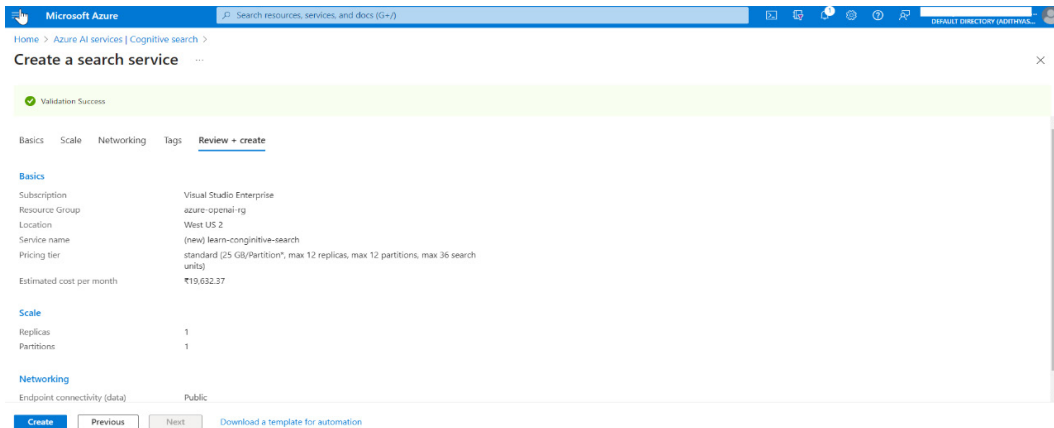 Microsoft Azure
Search resources, services, and docs (G+/)
1
DEFAULT DIRECTORY (ADITHYAS...
Home > Azure AI services | Cognitive search >
Create a search service ...
Validation Success
Basics Scale Networking Tags Review + create
Basics
Subscription Visual Studio Enterprise
Resource Group azure-openai-rg
Location West US 2
Service name (new) learn-conginitive-search
Pricing tier standard (25 GB/Partition*, max 12 replicas, max 12 partitions, max 36 search
units)
Estimated cost per month ₹19,632.37
Scale
Replicas 1
Partitions 1
Networking
Endpoint connectivity (data) Public
Create Previous Next Download a template for automation